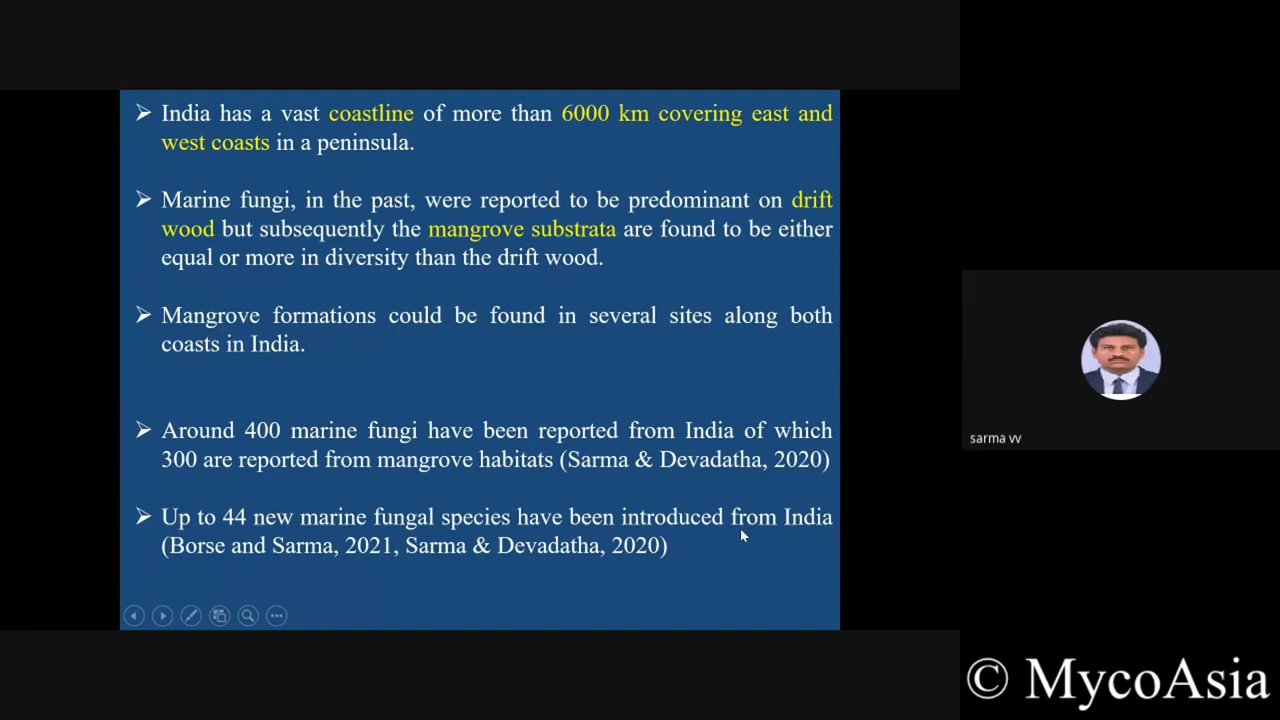 ➢ India has a vast coastline of more than 6000 km covering east and
west coasts in a peninsula.
➢ Marine fungi, in the past, were reported to be predominant on drift
wood but subsequently the mangrove substrata are found to be either
equal or more in diversity than the drift wood.
➢ Mangrove formations could be found in several sites along both
coasts in India.
➢ Around 400 marine fungi have been reported from India of which
300 are reported from mangrove habitats (Sarma & Devadatha, 2020)
➢ Up to 44 new marine fungal species have been introduced from India
(Borse and Sarma, 2021, Sarma & Devadatha, 2020)
sarma vv
© MycoAsia